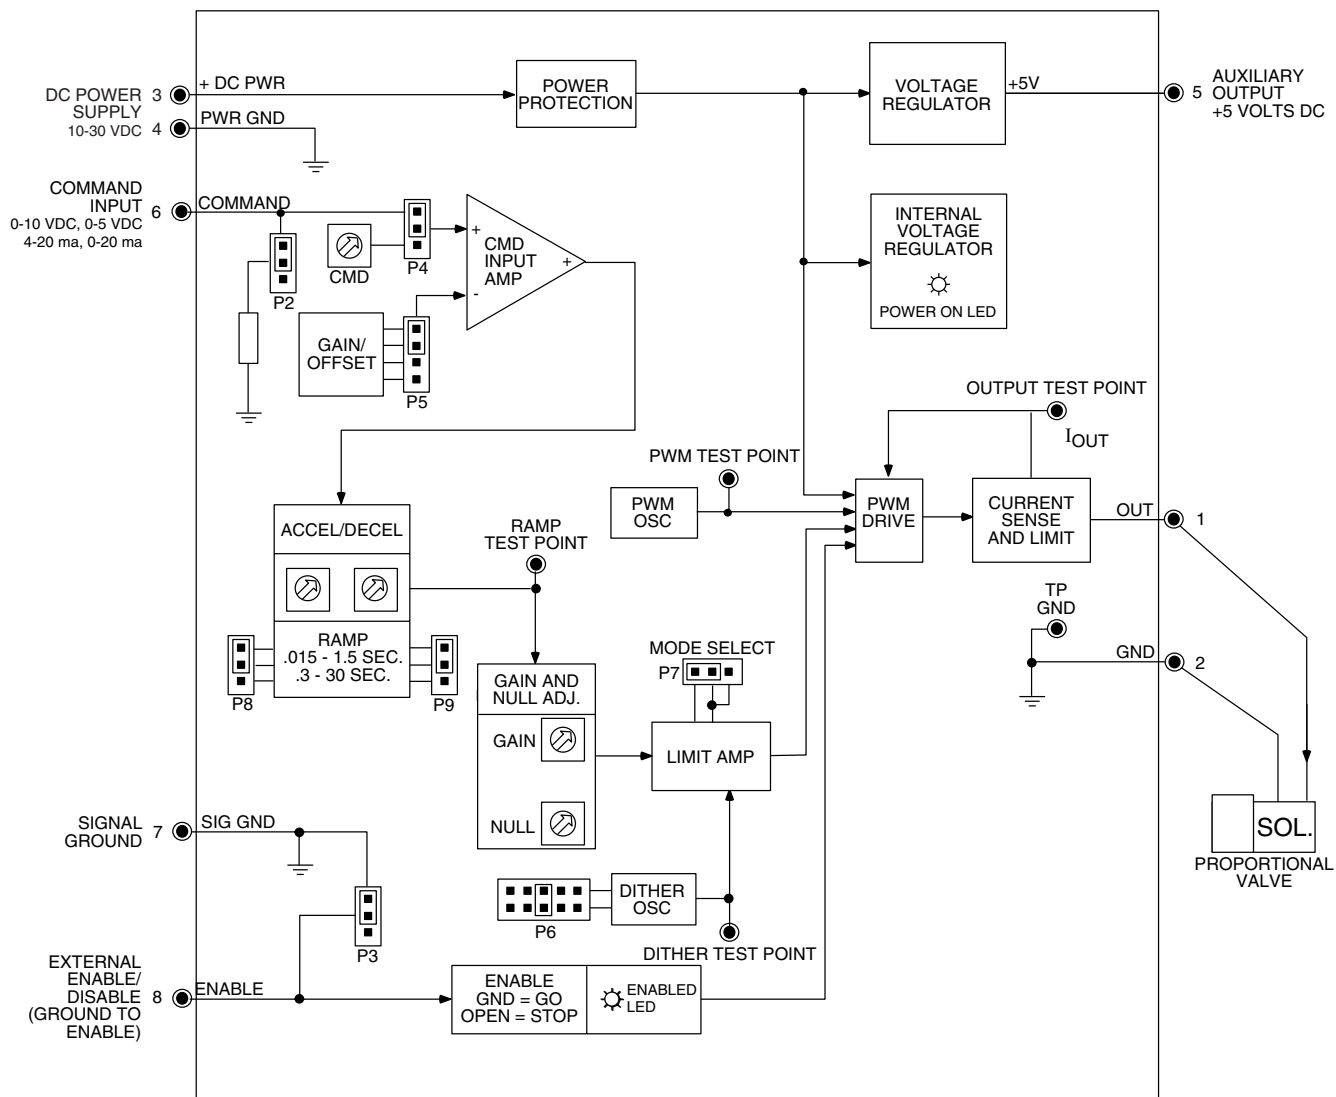 DC POWER
SUPPLY
10-30 VDC
3
4
+ DC PWR
PWR GND
POWER
PROTECTION
VOLTAGE
REGULATOR
+5V
5
AUXILIARY
OUTPUT
+5 VOLTS DC
COMMAND
INPUT
0-10 VDC, 0-5 VDC
4-20 ma, 0-20 ma
6
COMMAND
P2
CMD
P4
+
-
CMD
INPUT
AMP
+
GAIN/
OFFSET
P5
INTERNAL
VOLTAGE
REGULATOR
POWER ON LED
OUTPUT TEST POINT
IOUT
PWM TEST POINT
PWM
OSC
PWM
DRIVE
CURRENT
SENSE
AND LIMIT
OUT
1
ACCEL/DECEL
RAMP
.015 - 1.5 SEC.
.3 - 30 SEC.
P8
P9
RAMP
TEST POINT
TP
GND
GND
2
MODE SELECT
P7
GAIN AND
NULL ADJ.
GAIN
NULL
LIMIT AMP
SIGNAL
GROUND
7
SIG GND
SOL.
PROPORTIONAL
VALVE
P3
P6
DITHER
OSC
DITHER TEST POINT
EXTERNAL
ENABLE/
DISABLE
(GROUND TO
ENABLE)
8
ENABLE
ENABLE
GND = GO
OPEN = STOP
ENABLED
LED